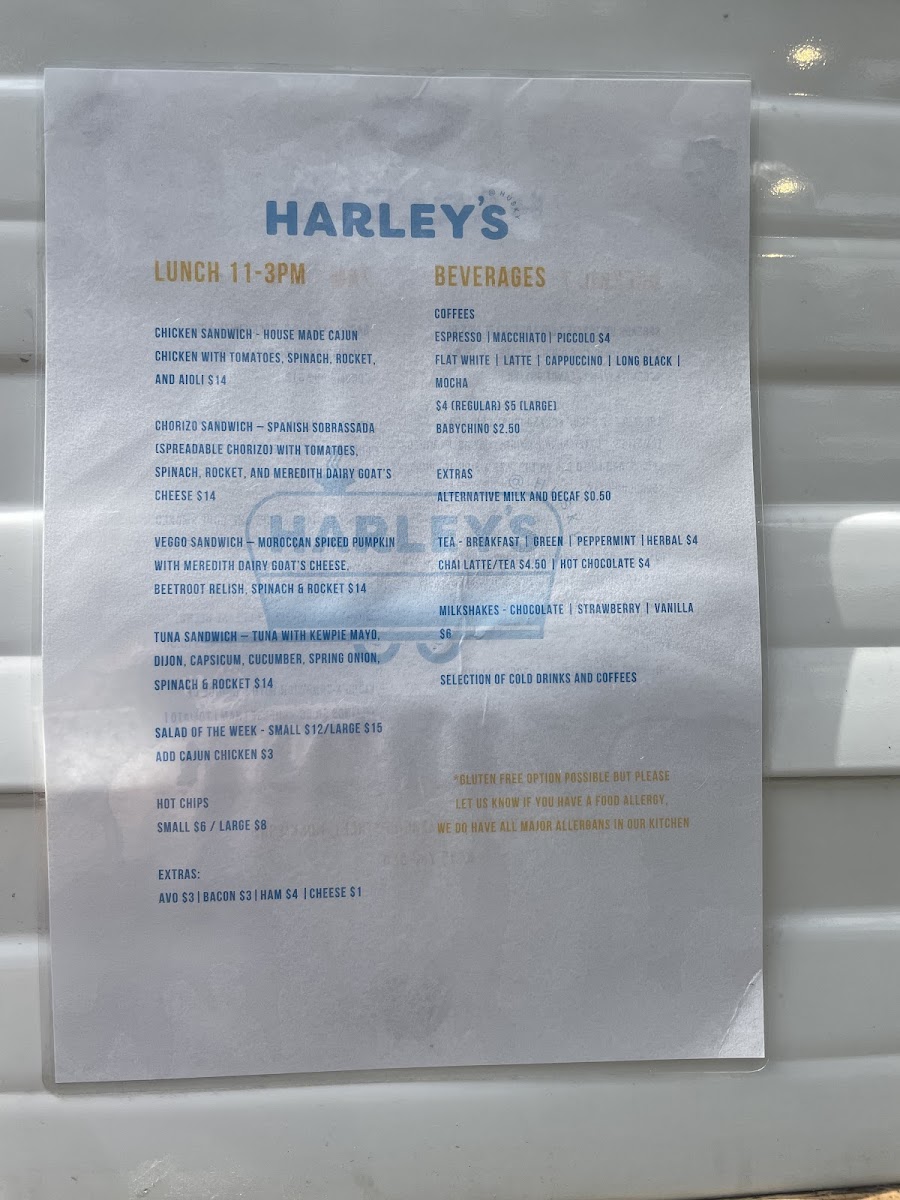 HARLEY'S
LUNCH 11-3PM
CHICKEN SANDWICH - HOUSE MADE CAJUN
CHICKEN WITH TOMATOES, SPINACH, ROCKET,
AND AIOLI $14
CHORIZO SANDWICH – SPANISH SOBRASSADA
(SPREADABLE CHORIZO) WITH TOMATOES,
SPINACH, ROCKET, AND MEREDITH DAIRY GOAT'S
CHEESE $14
VEGGO SANDWICH – MOROCCAN SPICED PUMPKIN
WITH MEREDITH DAIRY GOAT'S CHEESE,
BEETROOT RELISH, SPINACH & ROCKET $14
TUNA SANDWICH – TUNA WITH KEWPIE MAYO,
DIJON, CAPSICUM, CUCUMBER, SPRING ONION,
SPINACH & ROCKET $14
SALAD OF THE WEEK - SMALL $12/LARGE $15
ADD CAJUN CHICKEN $3
HOT CHIPS
SMALL $6 / LARGE $8
EXTRAS:
AVO $3|BACON $3|HAM $4 |CHEESE $1
BEVERAGES
COFFEES
ESPRESSO |MACCHIATO| PICCOLO $4
FLAT WHITE | LATTE | CAPPUCCINO | LONG BLACK |
MOCHA
$4 (REGULAR) $5 (LARGE)
BABYCHINO $2.50
EXTRAS
ALTERNATIVE MILK AND DECAF $0.50
TEA - BREAKFAST | GREEN | PEPPERMINT |HERBAL $4
CHAI LATTE/TEA $4.50 | HOT CHOCOLATE $4
MILKSHAKES - CHOCOLATE | STRAWBERRY | VANILLA
$6
SELECTION OF COLD DRINKS AND COFFEES
*GLUTEN FREE OPTION POSSIBLE BUT PLEASE
LET US KNOW IF YOU HAVE A FOOD ALLERGY,
WE DO HAVE ALL MAJOR ALLERGANS IN OUR KITCHEN
HARLEY'S